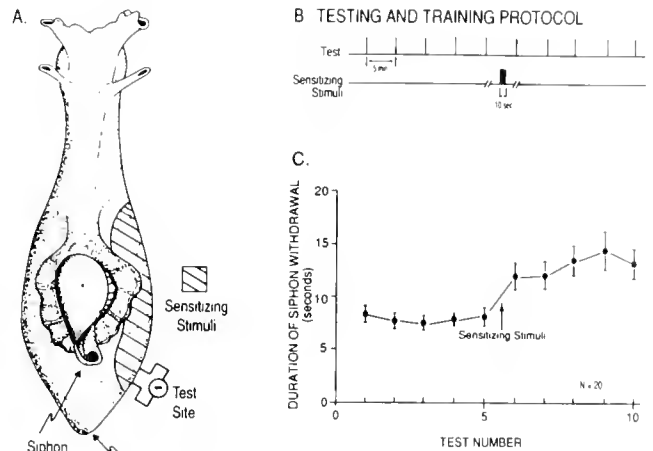 A.
Sensitizing
Stimuli
Test
Site
Siphon
B TESTING AND TRAINING PROTOCOL
Test
5 min
Sensitizing
Stimuli
10 sec
C.
DURATION OF SIPHON WITHDRAWAL
(seconds)
20
15
10
5
0
Sensitizing Stimuli
N = 20
0
5
10
TEST NUMBER